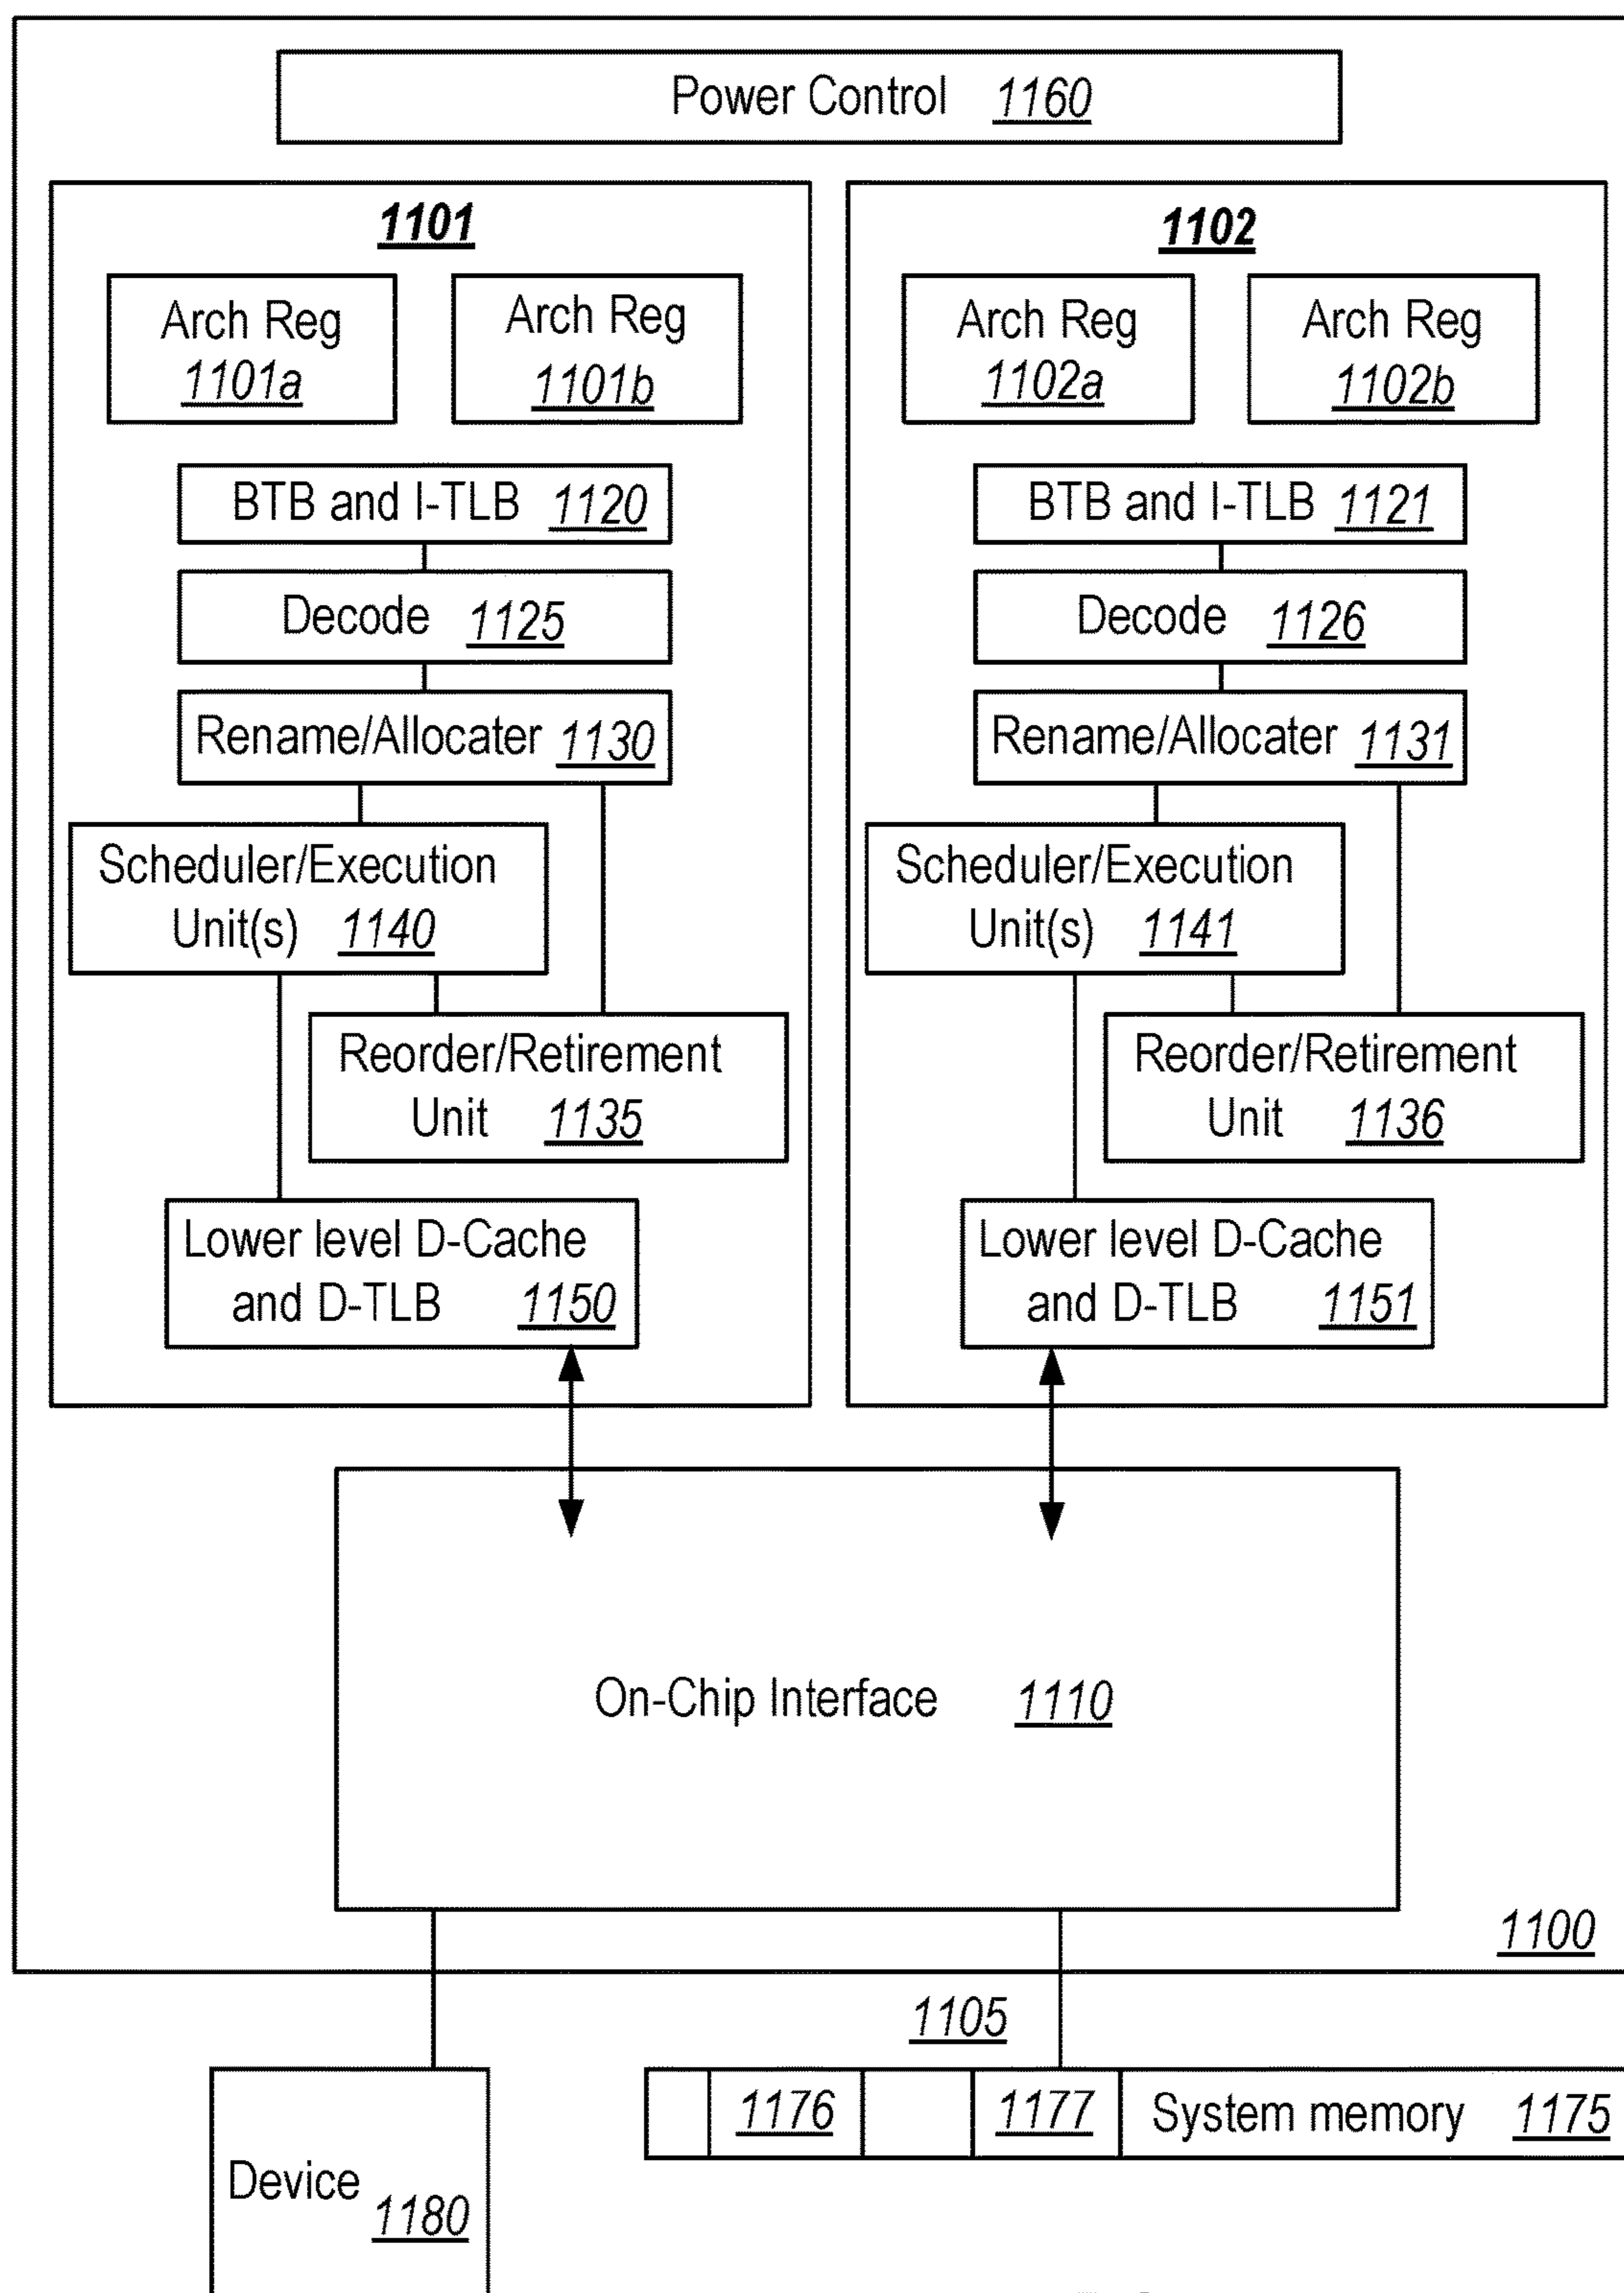 Power Control 1160
1101
Arch Reg
1101a
Arch Reg
1101b
BTB and I-TLB 1120
Decode 1125
Rename/Allocater 1130
Scheduler/Execution
Unit(s) 1140
Reorder/Retirement
Unit 1135
Lower level D-Cache
and D-TLB 1150
1102
Arch Reg
1102a
Arch Reg
1102b
BTB and I-TLB 1121
Decode 1126
Rename/Allocater 1131
Scheduler/Execution
Unit(s) 1141
Reorder/Retirement
Unit 1136
Lower level D-Cache
and D-TLB 1151
On-Chip Interface 1110
1100
1105
1176
1177
System memory 1175
Device 1180